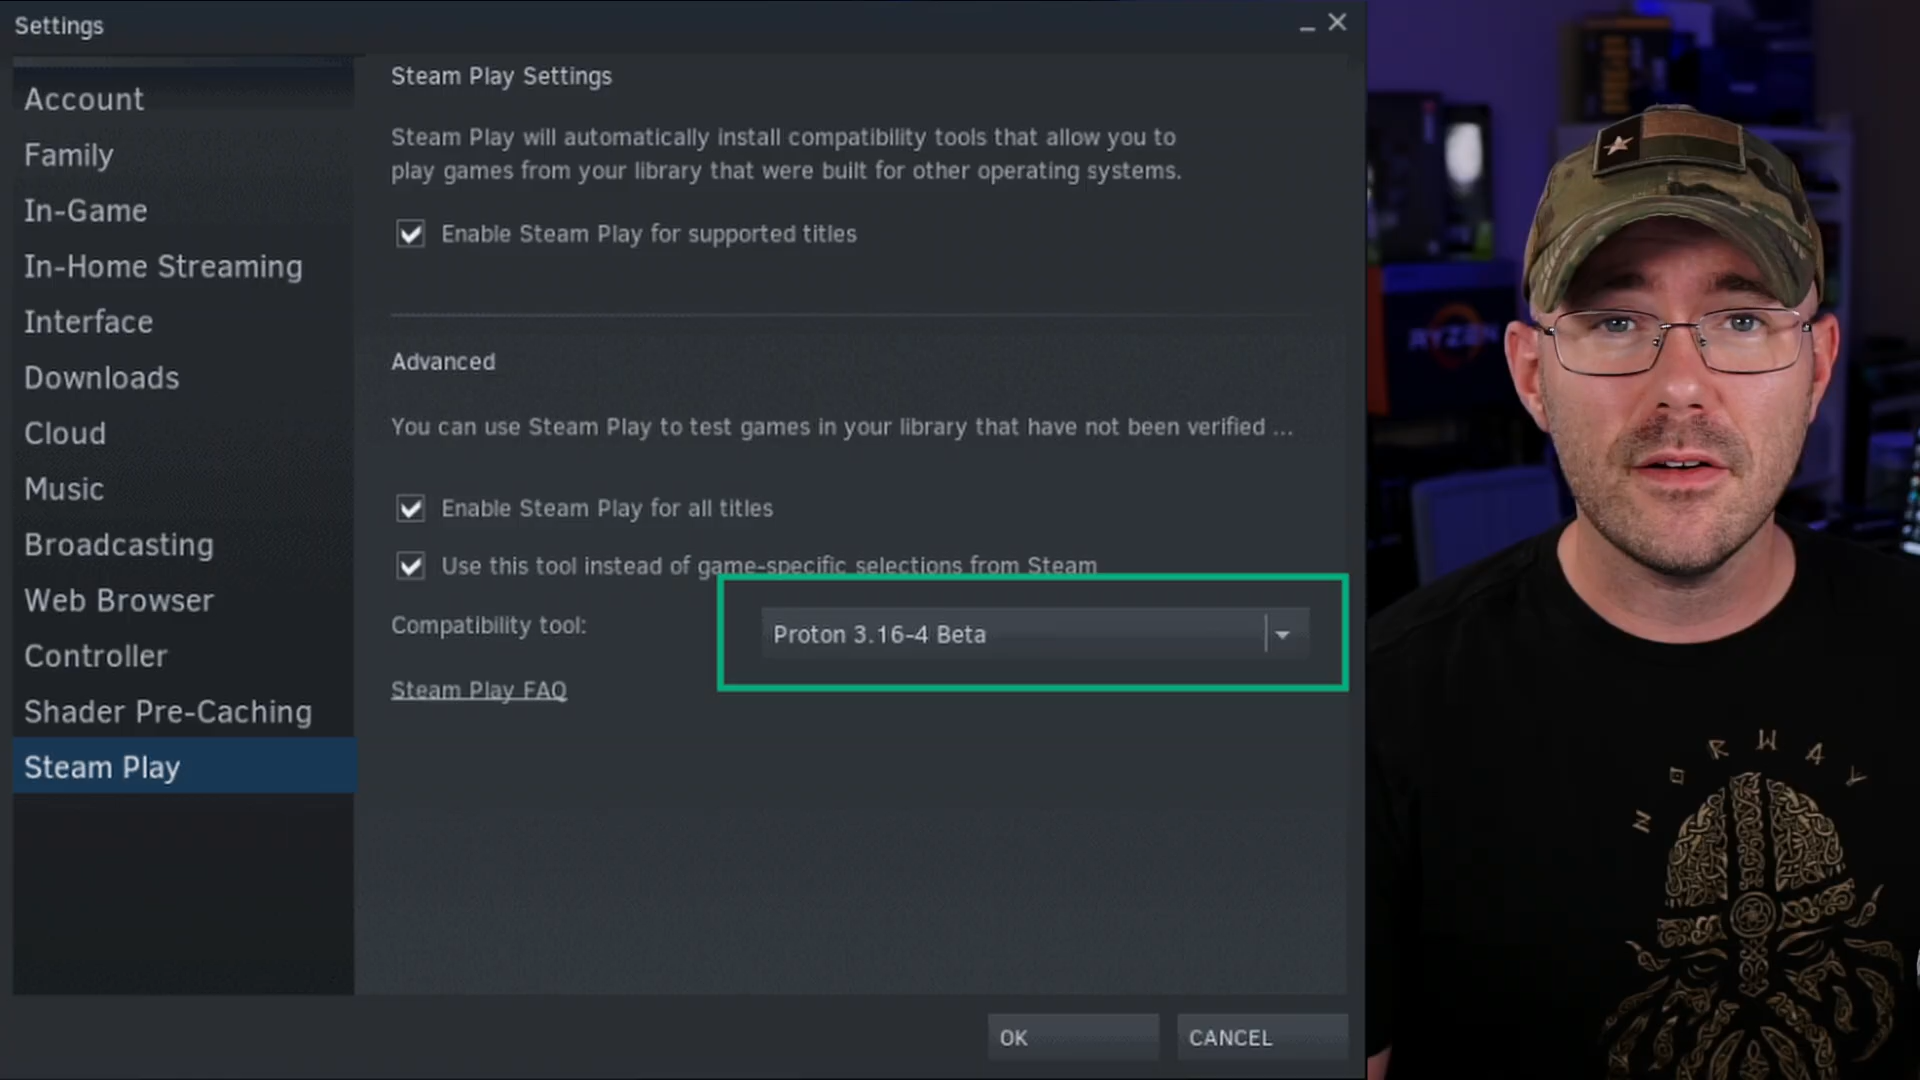 Settings
Account
Family
In-Game
In-Home Streaming
Interface
Downloads
Cloud
Music
Broadcasting
Web Browser
Controller
Shader Pre-Caching
Steam Play
Steam Play Settings
Steam Play will automatically install compatibility tools that allow you to
play games from your library that were built for other operating systems.
Enable Steam Play for supported titles
Advanced
You can use Steam Play to test games in your library that have not been verified ...
Enable Steam Play for all titles
Use this tool instead of game-specific selections from Steam
Compatibility tool:
Proton 3.16-4 Beta
Steam Play FAQ
OK
CANCEL
RYZEN
NORWAY